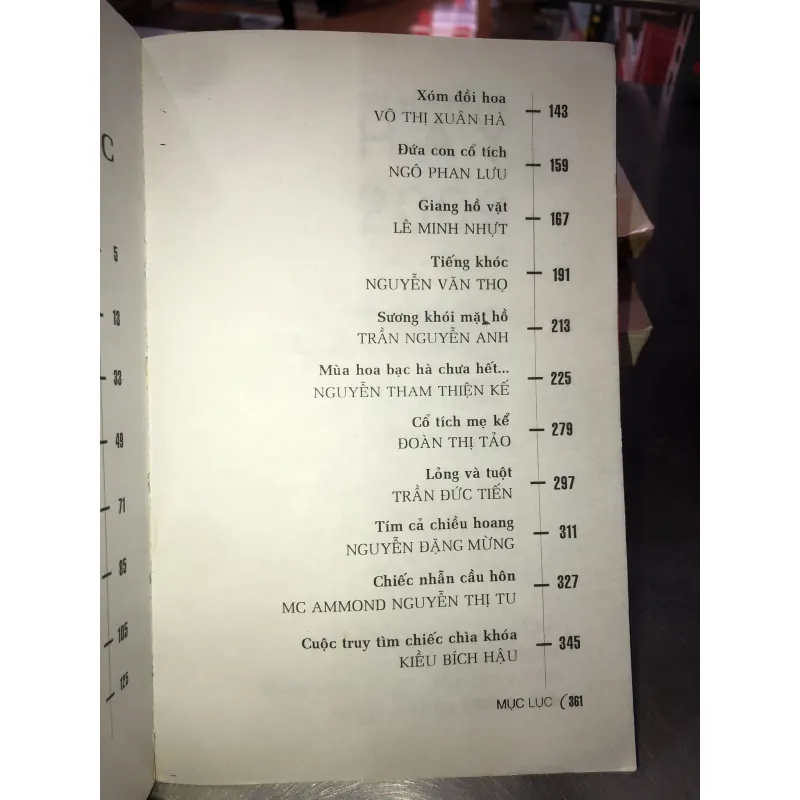 C
5
13
33
49
71
85
105
125
Xóm đồi hoa
VÕ THỊ XUÂN HÀ 143
Đứa con cổ tích
NGÔ PHAN LƯU 159
Giang hồ vặt
LÊ MINH NHỰT 167
Tiếng khóc
NGUYỄN VĂN THỌ 191
Sương khói mặt hồ
TRẦN NGUYỄN ANH 213
Mùa hoa bạc hà chưa hết...
NGUYỄN THAM THIỆN KẾ 225
Cổ tích mẹ kể
ĐOÀN THỊ TẢO 279
Lỏng và tuột
TRẦN ĐỨC TIẾN 297
Tím cả chiều hoang
NGUYỄN ĐẶNG MỪNG 311
Chiếc nhẫn cầu hôn
MC AMMOND NGUYỄN THỊ TU 327
Cuộc truy tìm chiếc chìa khóa
KIỀU BÍCH HẬU 345
MỤC LỤC ( 361